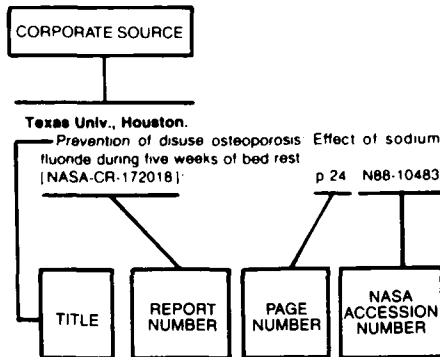 CORPORATE SOURCE
Texas Univ., Houston.
Prevention of disuse osteoporosis Effect of sodium
fluonde during five weeks of bed rest
[NASA-CR-172018] p 24 N88-10483
TITLE
REPORT
NUMBER
PAGE
NUMBER
NASA
ACCESSION
NUMBER